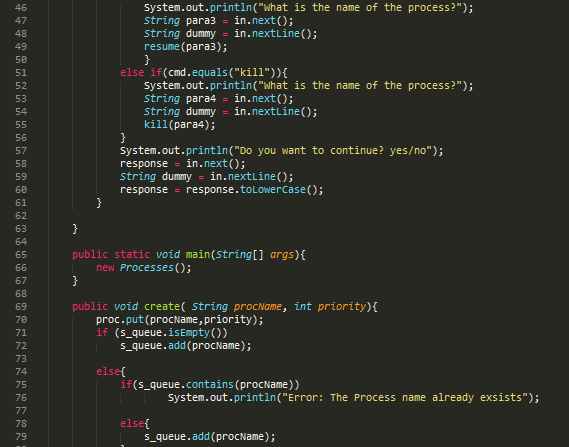 46 System.out.println("What is the name of the process?");
47 String para3 = in.next();
48 String dummy = in.nextLine();
49 resume(para3);
50 }
51 else if(cmd.equals("kill")){
52 System.out.println("What is the name of the process?");
53 String para4 = in.next();
54 String dummy = in.nextLine();
55 kill(para4);
56 }
57 System.out.println("Do you want to continue? yes/no");
58 response = in.next();
59 String dummy = in.nextLine();
60 response = response.toLowerCase();
61 }
62
63 }
64
65 public static void main(String[] args){
66 new Processes();
67 }
68
69 public void create( String procName, int priority){
70 proc.put(procName,priority);
71 if (s_queue.isEmpty())
72 s_queue.add(procName);
73
74 else{
75 if(s_queue.contains(procName))
76 System.out.println("Error: The Process name already exsists");
77
78 else{
79 s_queue.add(procName);